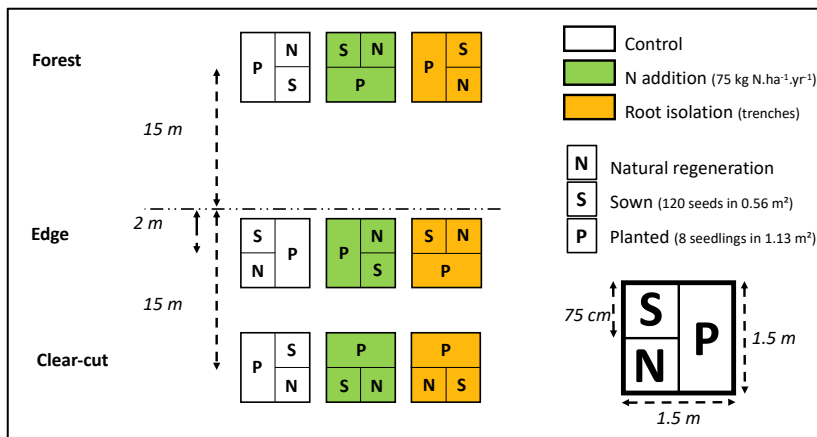 Forest
P N S
S N P
P S N
15 m
2 m
Edge
S N P
P N S
S N P
15 m
Clear-cut
P S N
P S N
P N S
Control
N addition (75 kg N.ha⁻¹.yr⁻¹)
Root isolation (trenches)
N Natural regeneration
S Sown (120 seeds in 0.56 m²)
P Planted (8 seedlings in 1.13 m²)
75 cm
S
N
P
1.5 m
1.5 m